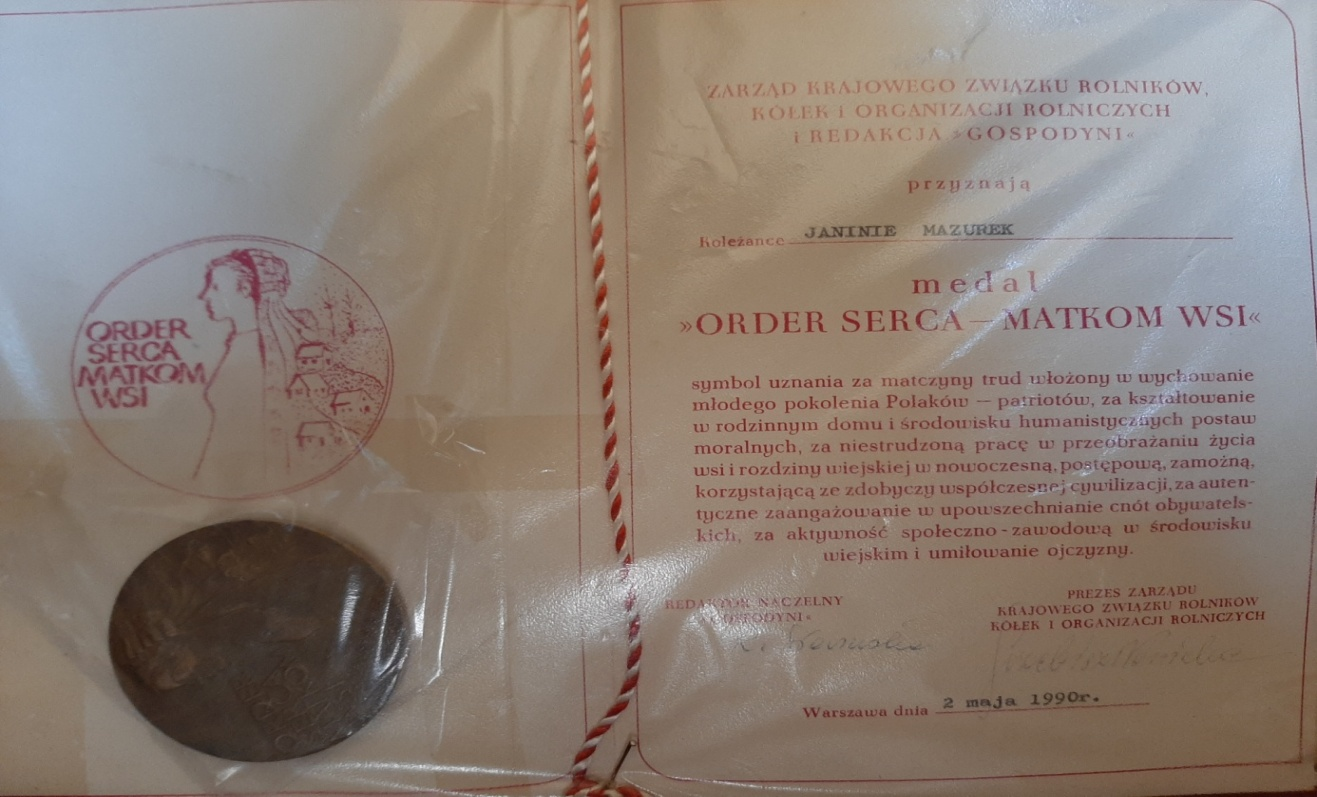 ORDER
SERCA
MATKOM
WSI
ZARZĄD KRAJOWEGO ZWIĄZKU ROLNIKÓW,
KÓŁEK I ORGANIZACJI ROLNICZYCH
i REDAKCJA »GOSPODYNI«
przyznają
Koleżance JANINIE MAZUREK
medal
»ORDER SERCA — MATKOM WSI«
symbol uznania za matczyny trud włożony w wychowanie
młodego pokolenia Polaków — patriotów, za kształtowanie
w rodzinnym domu i środowisku humanistycznych postaw
moralnych, za niestrudzoną pracę w przeobrażaniu życia
wsi i rozdziny wiejskiej w nowoczesną, postępową, zamożną,
korzystającą ze zdobyczy współczesnej cywilizacji, za auten-
tyczne zaangażowanie w upowszechnianie cnót obywatels-
kich, za aktywność społeczno-zawodową w środowisku
wiejskim i umiłowanie ojczyzny.
REDAKTOR NACZELNY
»GOSPODYNI«
PREZES ZARZĄDU
KRAJOWEGO ZWIĄZKU ROLNIKÓW
KÓŁEK I ORGANIZACJI ROLNICZYCH
Warszawa dnia 2 maja 1990r.